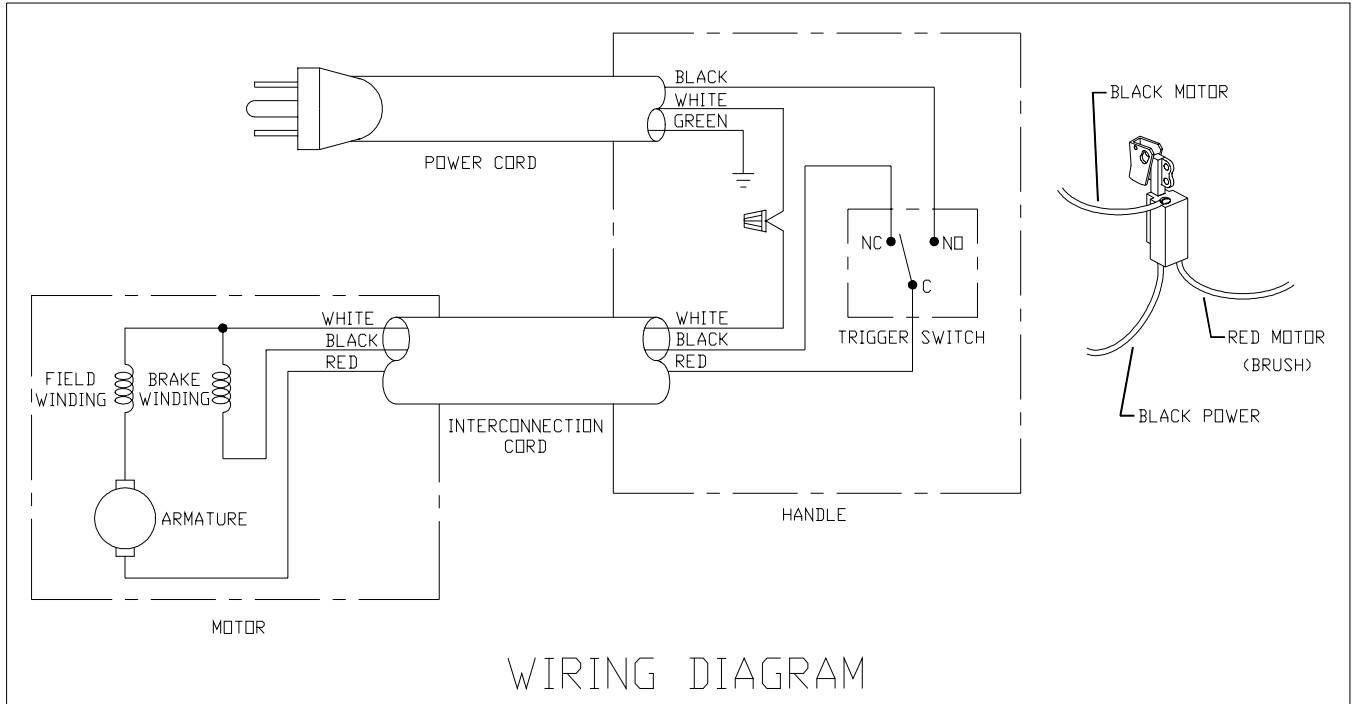 BLACK
WHITE
GREEN
POWER CORD
NC
NO
C
TRIGGER SWITCH
WHITE
BLACK
RED
WHITE
BLACK
RED
INTERCONNECTION
CORD
HANDLE
FIELD
WINDING
BRAKE
WINDING
ARMATURE
MOTOR
BLACK MOTOR
RED MOTOR
(BRUSH)
BLACK POWER
WIRING DIAGRAM